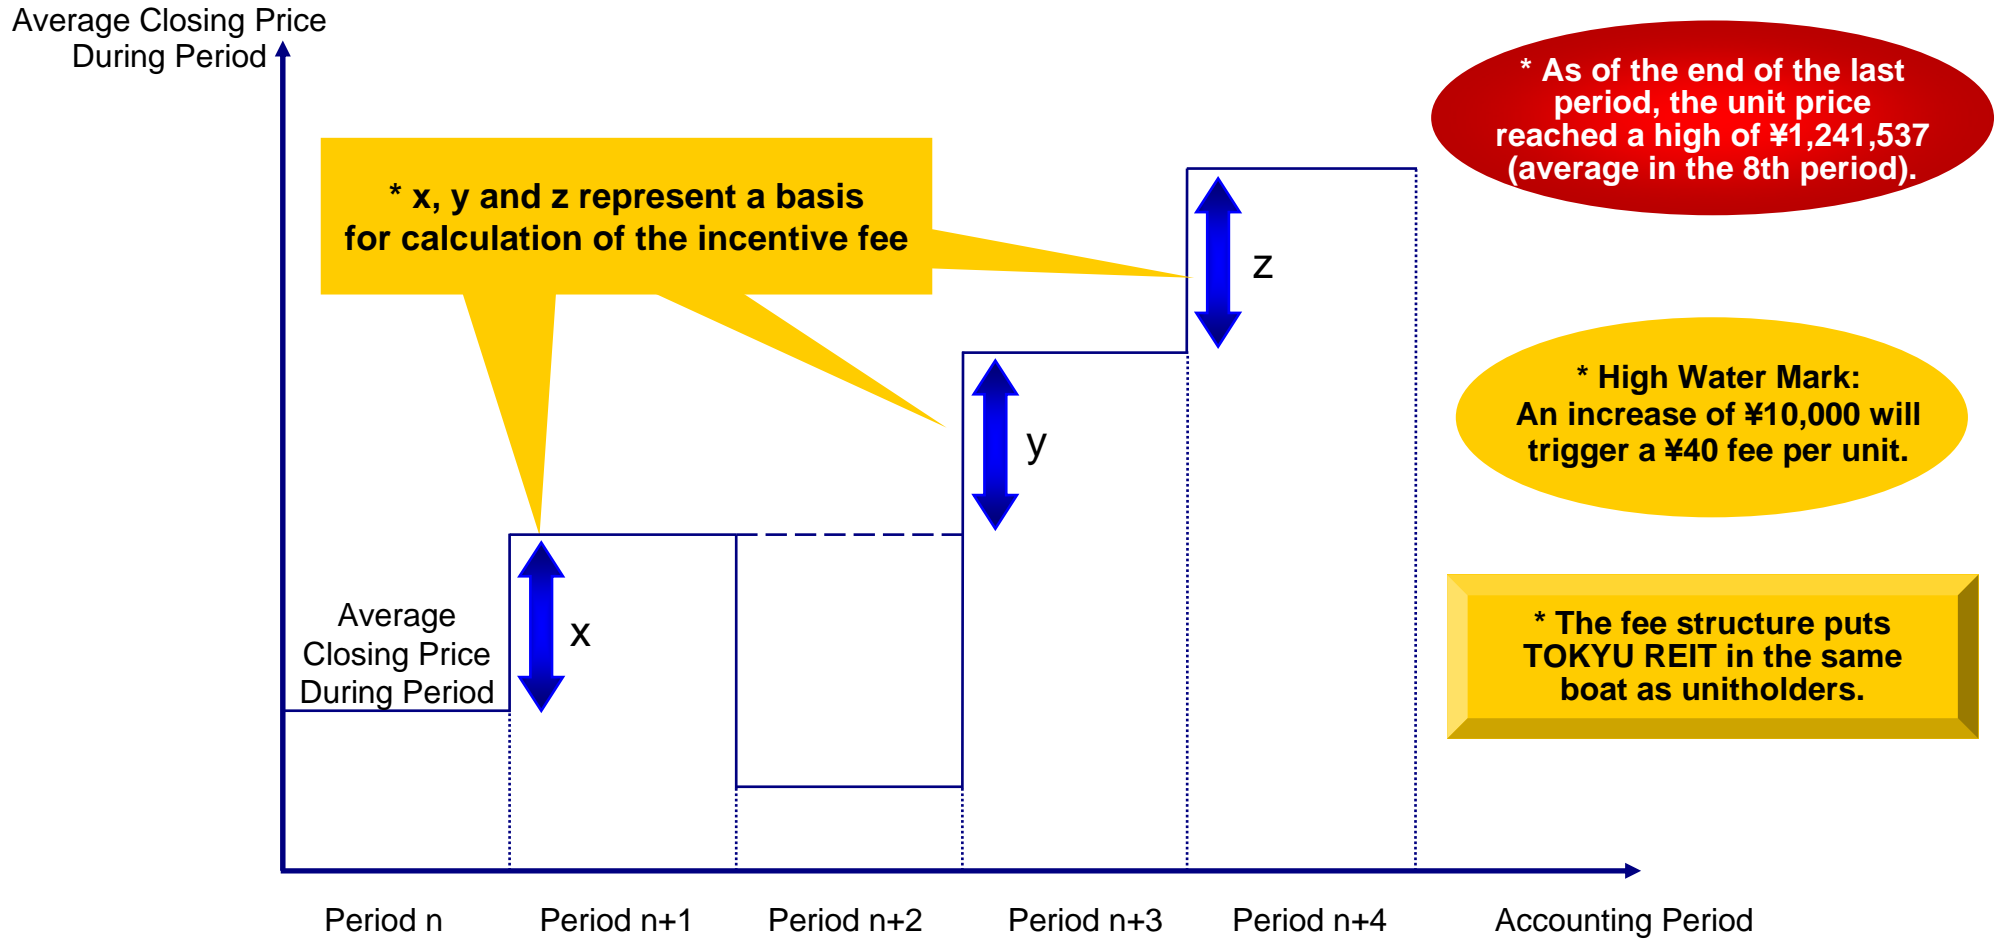 Average Closing Price
During Period
* As of the end of the last
period, the unit price
reached a high of ¥1,241,537
(average in the 8th period).
* x, y and z represent a basis
for calculation of the incentive fee
z
* High Water Mark:
An increase of ¥10,000 will
trigger a ¥40 fee per unit.
y
x
Average
Closing Price
During Period
* The fee structure puts
TOKYU REIT in the same
boat as unitholders.
Period n
Period n+1
Period n+2
Period n+3
Period n+4
Accounting Period